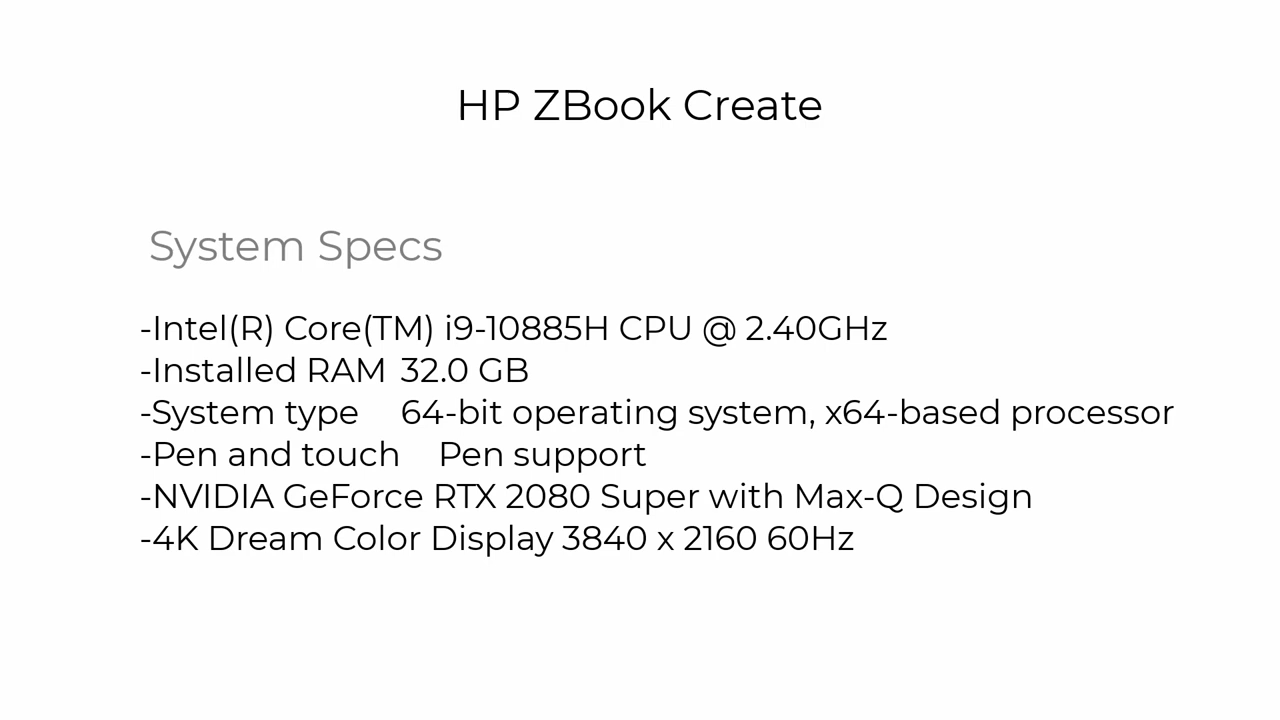 HP ZBook Create
System Specs
-Intel(R) Core(TM) i9-10885H CPU @ 2.40GHz
-Installed RAM 32.0 GB
-System type    64-bit operating system, x64-based processor
-Pen and touch    Pen support
-NVIDIA GeForce RTX 2080 Super with Max-Q Design
-4K Dream Color Display 3840 x 2160 60Hz